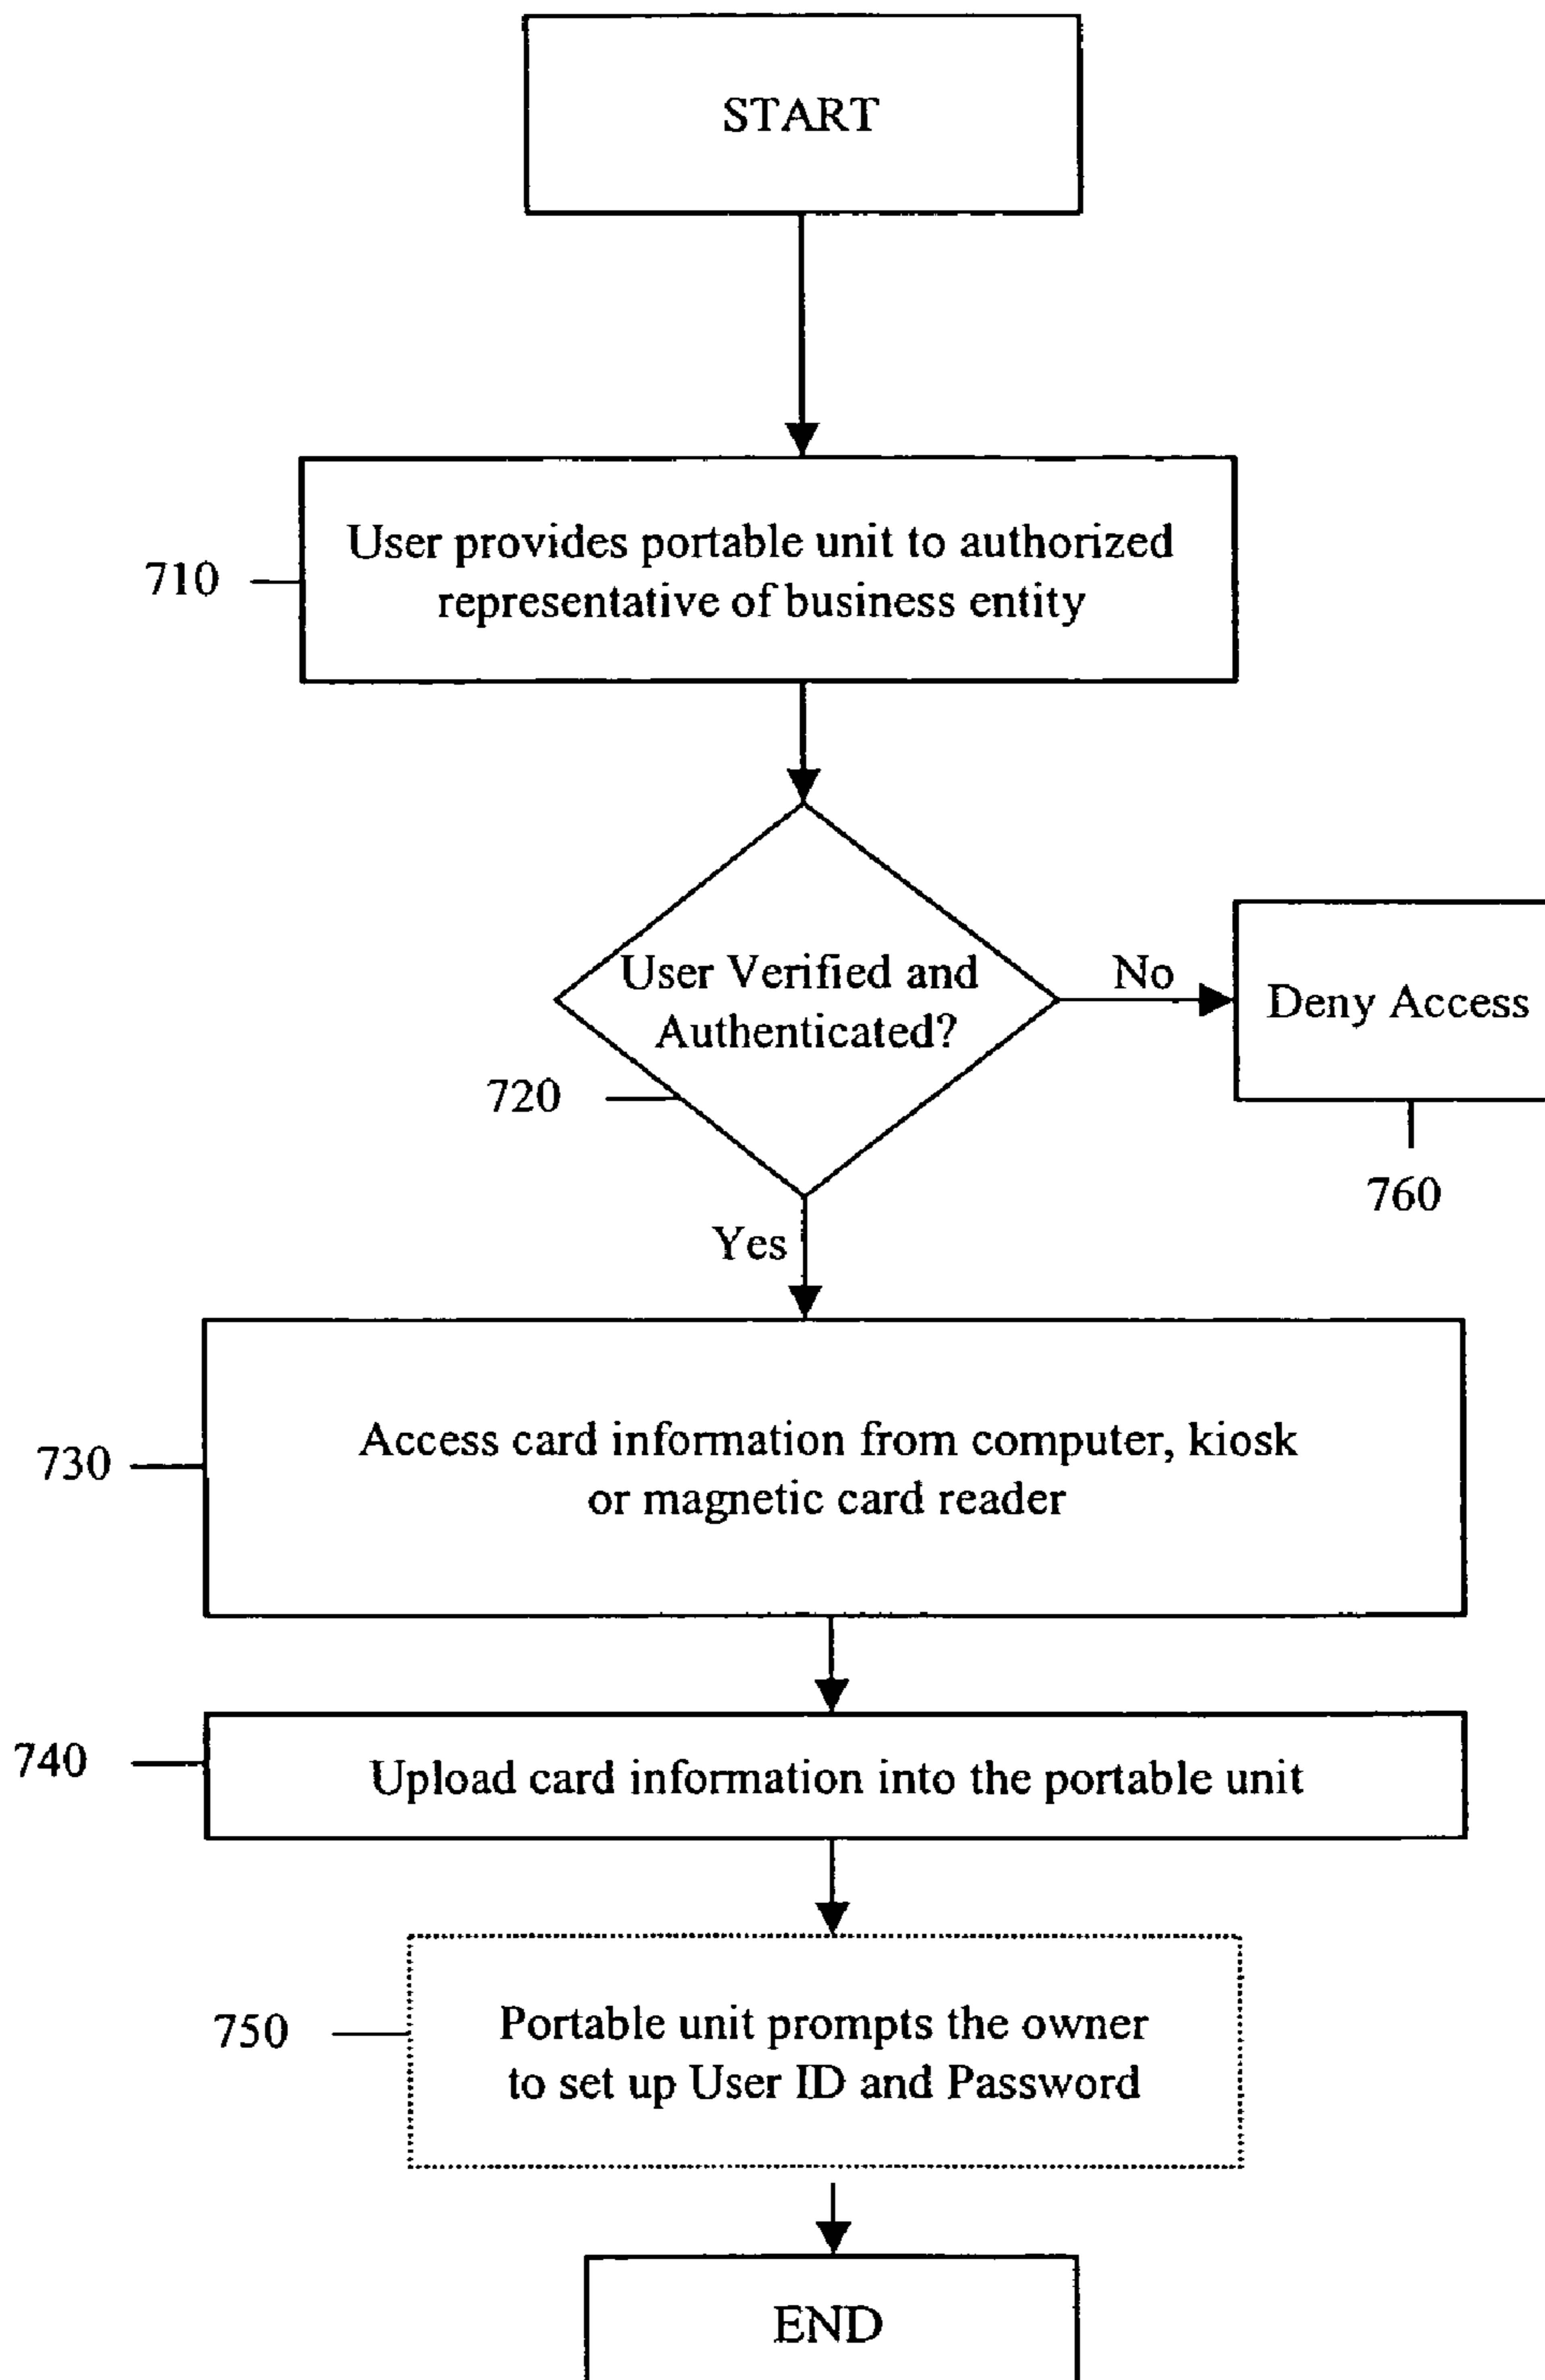 START
710
User provides portable unit to authorized
representative of business entity
User Verified and
Authenticated?
No
Deny Access
720
760
Yes
730
Access card information from computer, kiosk
or magnetic card reader
740
Upload card information into the portable unit
750
Portable unit prompts the owner
to set up User ID and Password
END